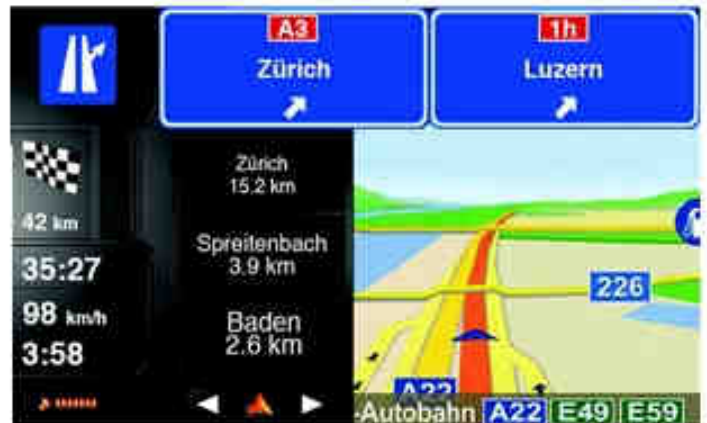 A3
Zürich
1h
Luzern
Zürich
15.2 km
42 km
Spreitenbach
3.9 km
35:27
226
98 km/h
Baden
2.6 km
3:58
A22
-Autobahn A22 E49 E59